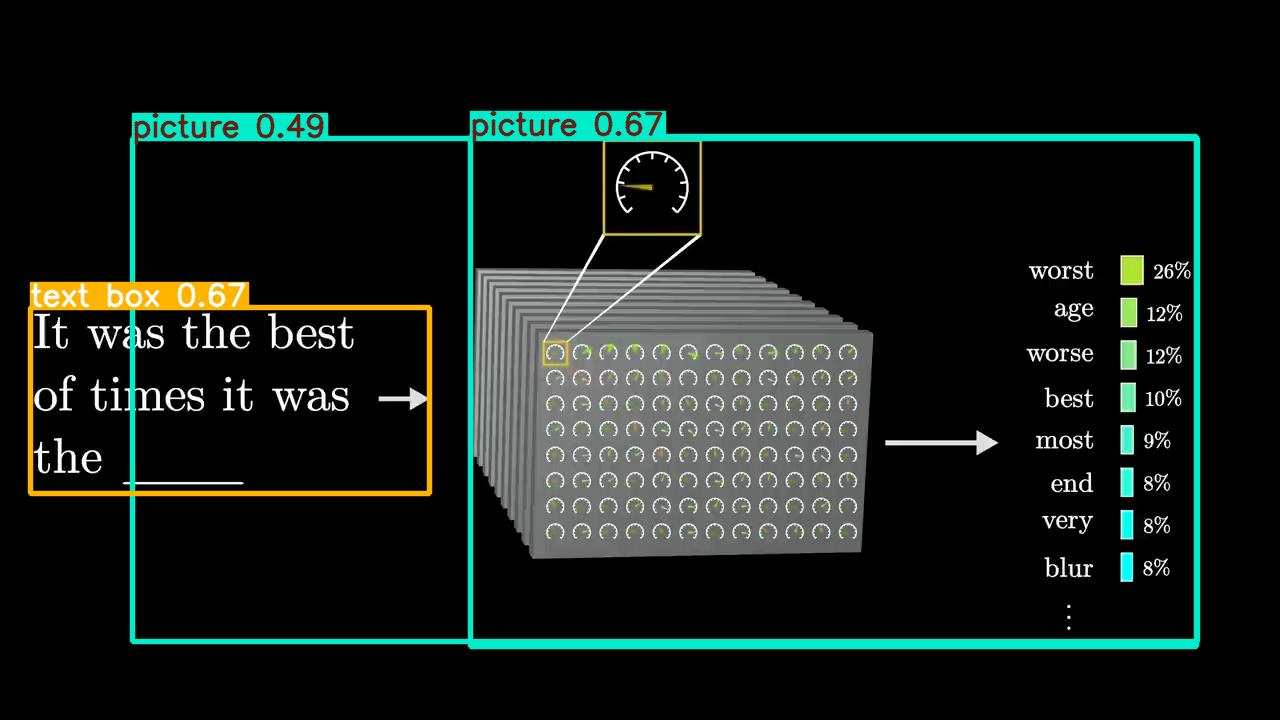 picture 0.49
picture 0.67
text box 0.67
It was the best
of times it was
the ________
worst 26%
age 12%
worse 12%
best 10%
most 9%
end 8%
very 8%
blur 8%
⋮